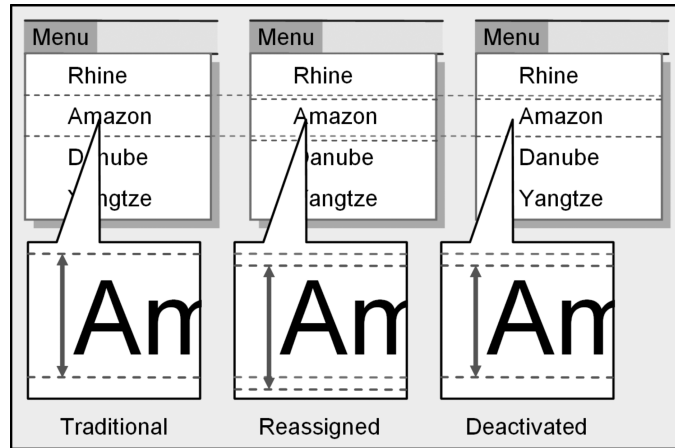 Menu Menu Menu
Rhine Rhine Rhine
Amazon Amazon Amazon
Danube Danube Danube
Yangtze Yangtze Yangtze
Am Am Am
Traditional Reassigned Deactivated